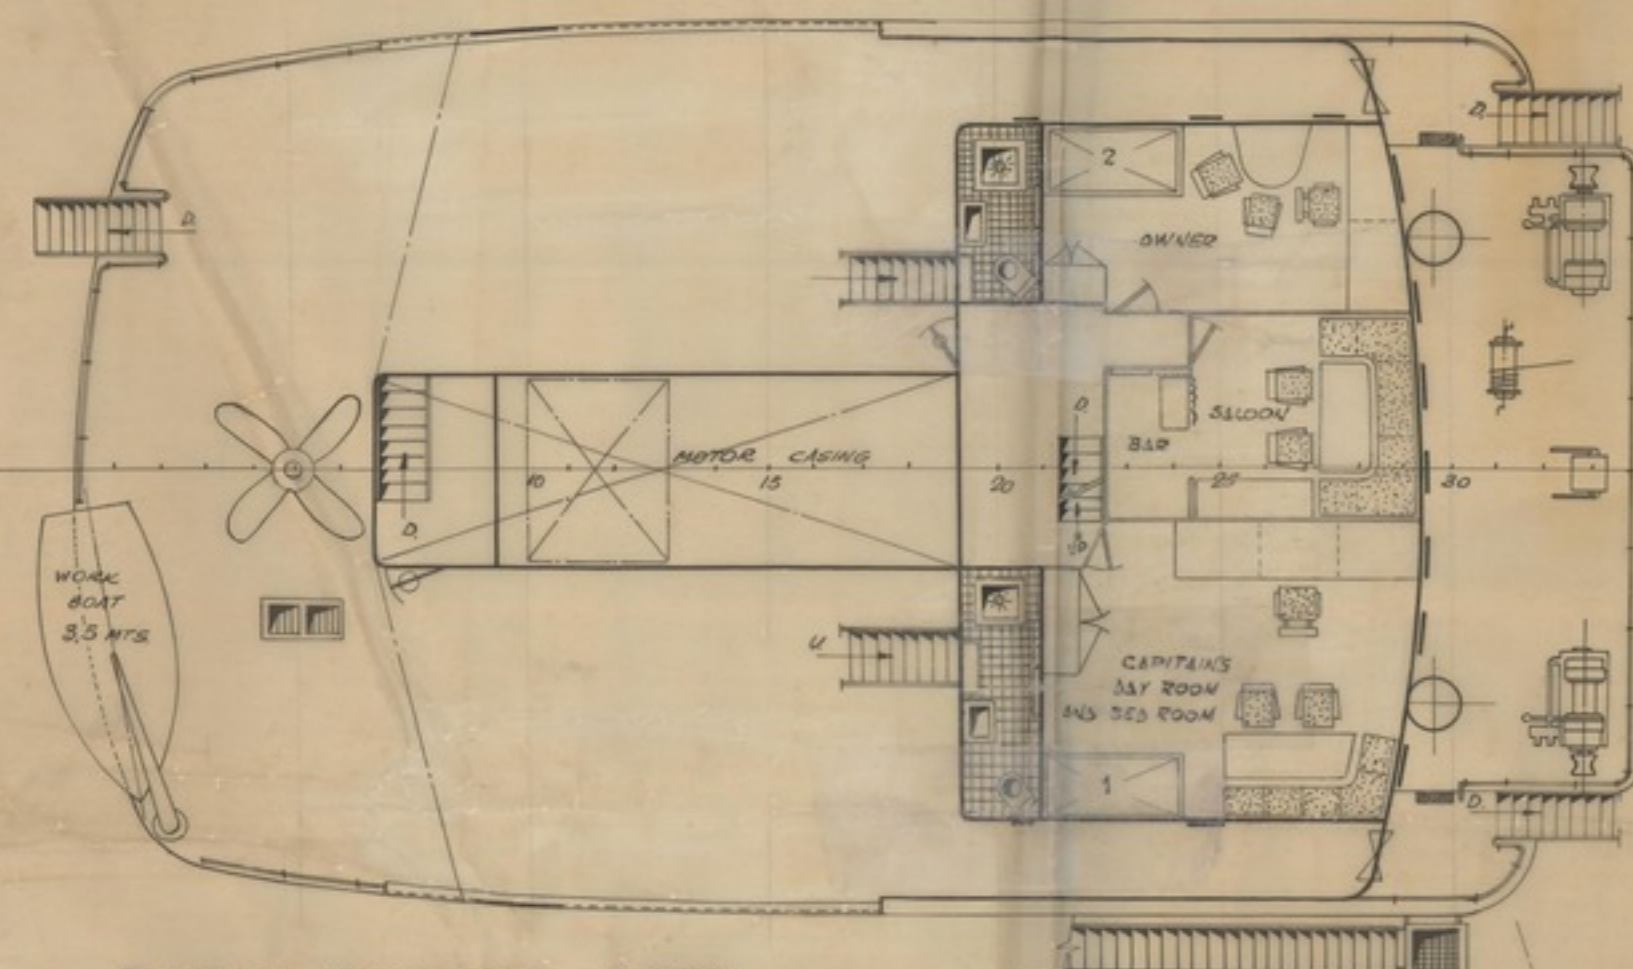 D.
2
D.
OWNER
D.
SALOON
BAR
MOTOR CASING
10
15
20
25
30
D.
UP
WORK
BOAT
3,5 MTS
U.
CAPITAINS
DAY ROOM
AND BED ROOM
1
D.